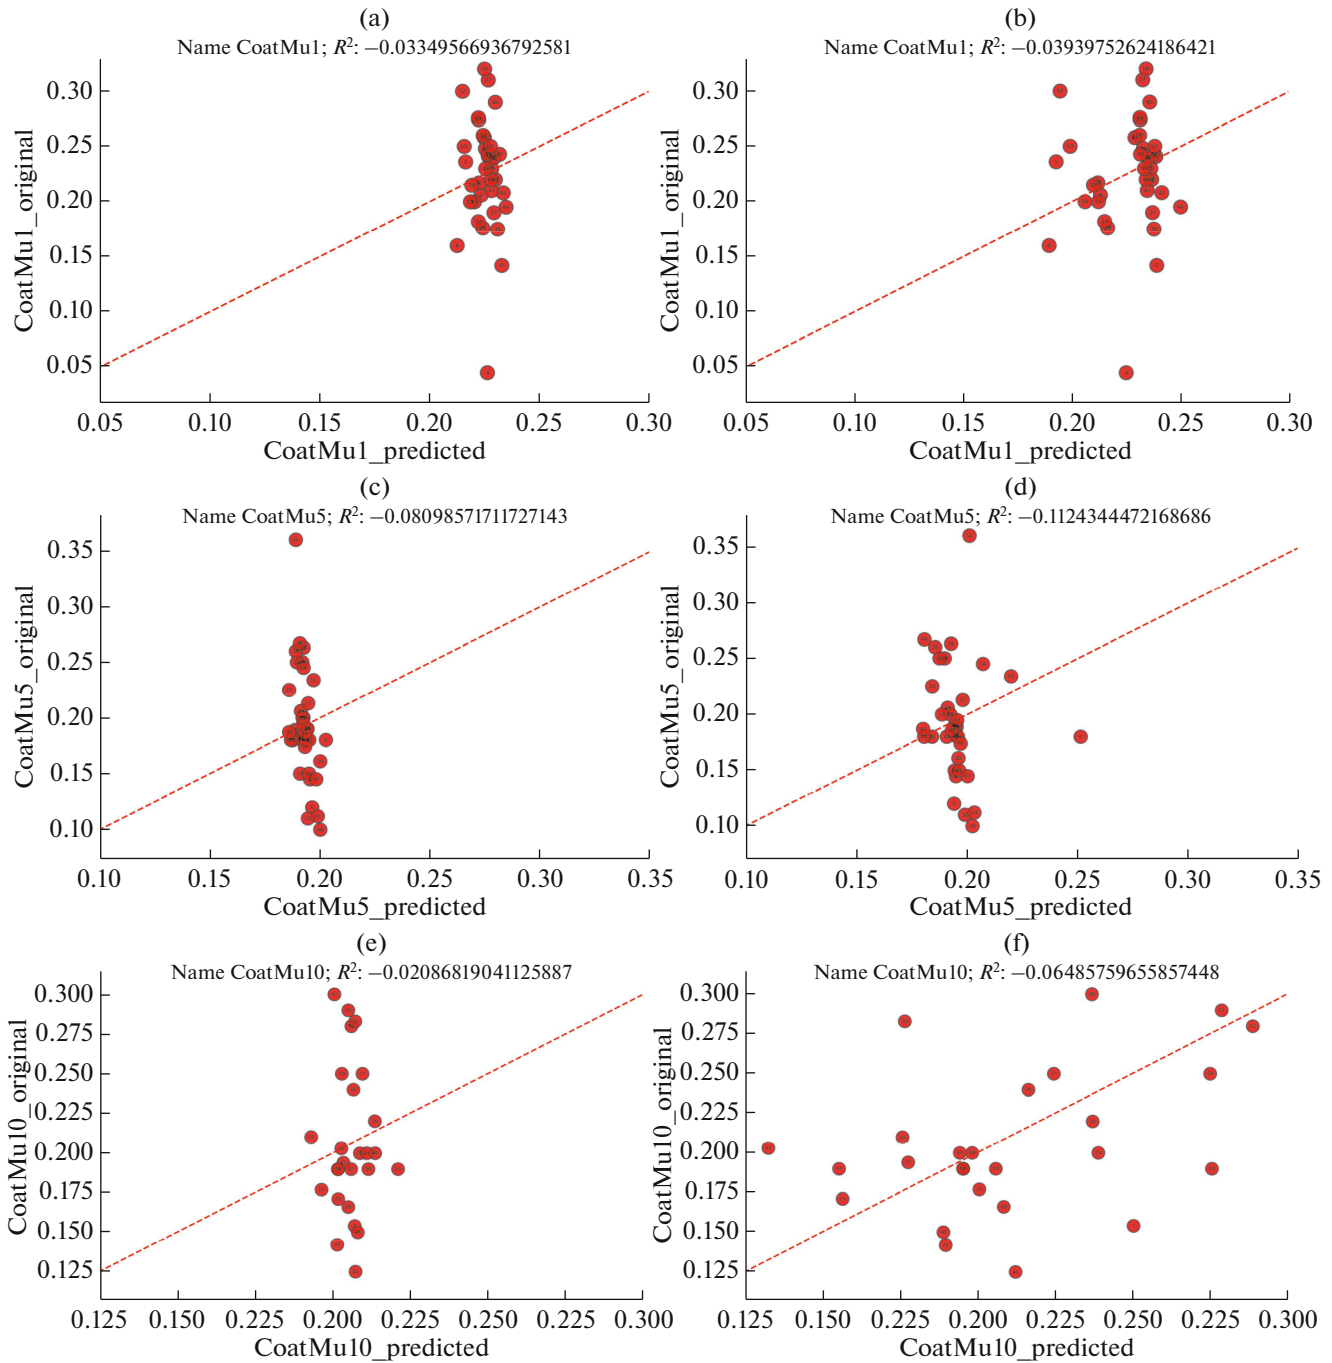 (a)
Name CoatMu1; R²: −0.03349566936792581
0.30
0.25
0.20
0.15
0.10
0.05
CoatMu1_original
0.05 0.10 0.15 0.20 0.25 0.30
CoatMu1_predicted
(b)
Name CoatMu1; R²: −0.03939752624186421
0.30
0.25
0.20
0.15
0.10
0.05
CoatMu1_original
0.05 0.10 0.15 0.20 0.25 0.30
CoatMu1_predicted
(c)
Name CoatMu5; R²: −0.08098571711727143
0.35
0.30
0.25
0.20
0.15
0.10
CoatMu5_original
0.10 0.15 0.20 0.25 0.30 0.35
CoatMu5_predicted
(d)
Name CoatMu5; R²: −0.1124344472168686
0.35
0.30
0.25
0.20
0.15
0.10
CoatMu5_original
0.10 0.15 0.20 0.25 0.30 0.35
CoatMu5_predicted
(e)
Name CoatMu10; R²: −0.02086819041125887
0.300
0.275
0.250
0.225
0.200
0.175
0.150
0.125
CoatMu10_original
0.125 0.150 0.175 0.200 0.225 0.250 0.275 0.300
CoatMu10_predicted
(f)
Name CoatMu10; R²: −0.06485759655857448
0.300
0.275
0.250
0.225
0.200
0.175
0.150
0.125
CoatMu10_original
0.125 0.150 0.175 0.200 0.225 0.250 0.275 0.300
CoatMu10_predicted